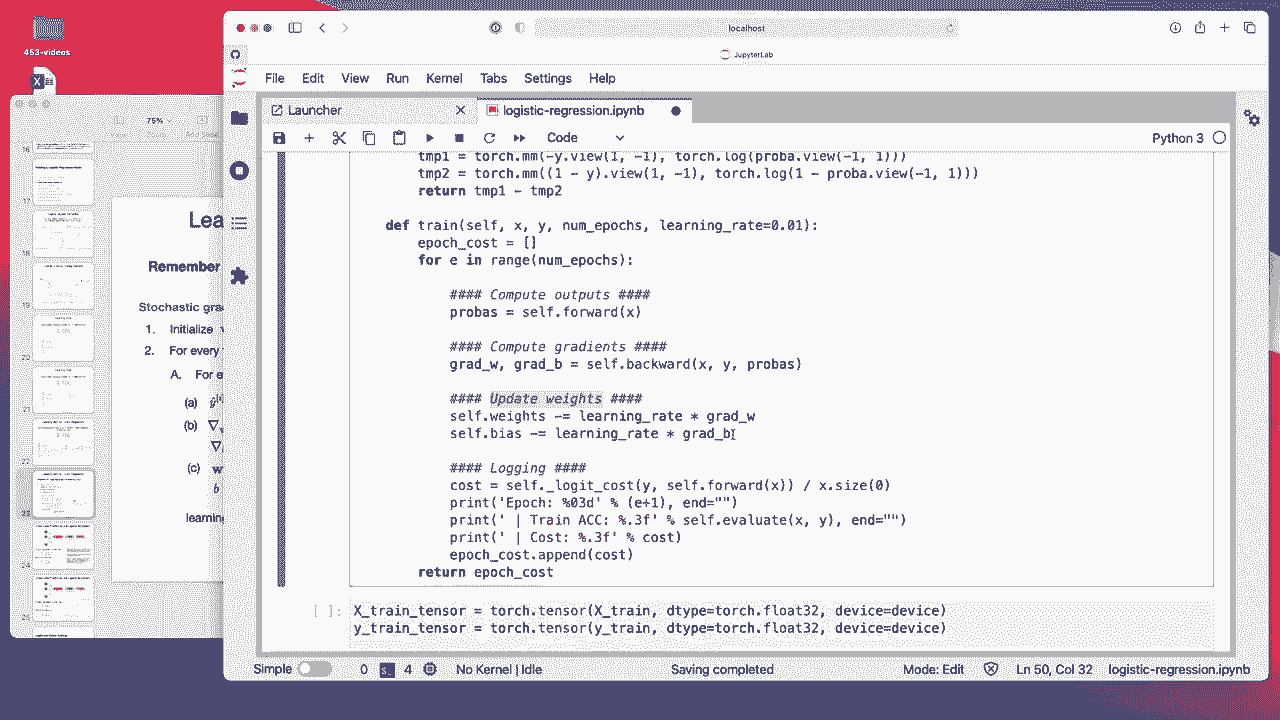 453-videos
localhost
JupyterLab
File Edit View Run Kernel Tabs Settings Help
Launcher
logistic-regression.ipynb
Code
Python 3
75%
tmp1 = torch.mm(-y.view(1, -1), torch.log(proba.view(-1, 1)))
tmp2 = torch.mm((1 - y).view(1, -1), torch.log(1 - proba.view(-1, 1)))
return tmp1 - tmp2
def train(self, x, y, num_epochs, learning_rate=0.01):
epoch_cost = []
for e in range(num_epochs):
#### Compute outputs ####
probas = self.forward(x)
#### Compute gradients ####
grad_w, grad_b = self.backward(x, y, probas)
#### Update weights ####
self.weights -= learning_rate * grad_w
self.bias -= learning_rate * grad_b
#### Logging ####
cost = self._logit_cost(y, self.forward(x)) / x.size(0)
print('Epoch: %03d' % (e+1), end="")
print(' | Train ACC: %.3f' % self.evaluate(x, y), end="")
print(' | Cost: %.3f' % cost)
epoch_cost.append(cost)
return epoch_cost
[ ]: X_train_tensor = torch.tensor(X_train, dtype=torch.float32, device=device)
y_train_tensor = torch.tensor(y_train, dtype=torch.float32, device=device)
Simple 0 4 No Kernel | Idle Saving completed Mode: Edit Ln 50, Col 32 logistic-regression.ipynb
Lea
Remember
Stochastic gra
1. Initialize
2. For every
A. For e
(a)
(b)
(c) w
b
learning
16
17
18
19
20
21
22
23
24
25